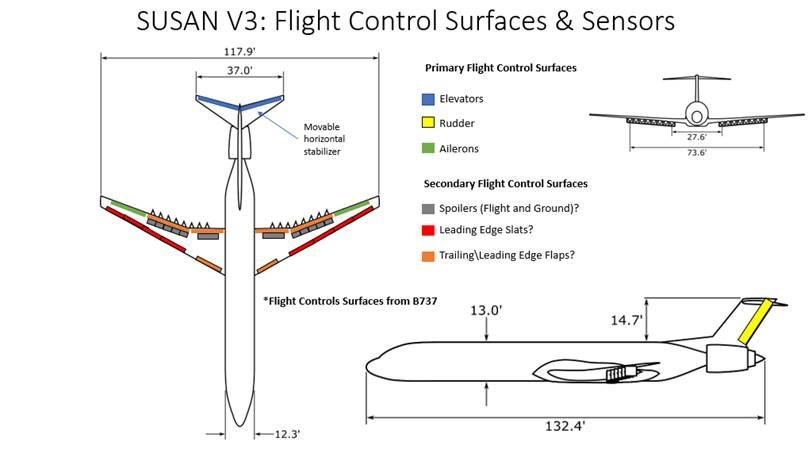 SUSAN V3: Flight Control Surfaces & Sensors
117.9'
37.0'
Movable
horizontal
stabilizer
Primary Flight Control Surfaces
Elevators
Rudder
Ailerons
27.6'
73.6'
Secondary Flight Control Surfaces
Spoilers (Flight and Ground)?
Leading Edge Slats?
Trailing\Leading Edge Flaps?
*Flight Controls Surfaces from B737
13.0'
14.7'
132.4'
12.3'